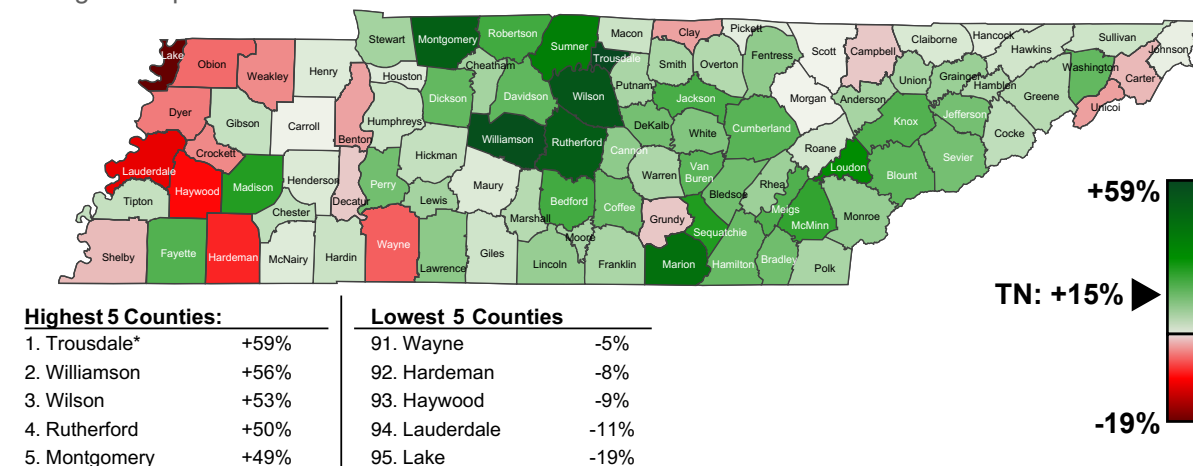 Stewart
Montgomery
Robertson
Sumner
Macon
Clay
Pickett
Scott
Campbell
Claiborne
Hancock
Hawkins
Sullivan
Johnson
Lake
Obion
Weakley
Henry
Houston
Cheatham
Trousdale
Smith
Overton
Fentress
Union
Grainger
Hamblen
Washington
Carter
Unicoi
Greene
Dyer
Gibson
Carroll
Benton
Humphreys
Dickson
Davidson
Wilson
Putnam
Jackson
Morgan
Anderson
Knox
Jefferson
Cocke
Crockett
Lauderdale
Haywood
Madison
Henderson
Decatur
Perry
Hickman
Williamson
Rutherford
Cannon
DeKalb
White
Cumberland
Roane
Loudon
Blount
Sevier
Tipton
Chester
Lewis
Maury
Marshall
Bedford
Coffee
Warren
Van
Buren
Bledsoe
Rhea
Meigs
McMinn
Monroe
Shelby
Fayette
Hardeman
McNairy
Hardin
Wayne
Lawrence
Giles
Lincoln
Moore
Franklin
Grundy
Marion
Sequatchie
Hamilton
Bradley
Polk
+59%
TN: +15%
-19%
Highest 5 Counties:
1. Trousdale* +59%
2. Williamson +56%
3. Wilson +53%
4. Rutherford +50%
5. Montgomery +49%
Lowest 5 Counties
91. Wayne -5%
92. Hardeman -8%
93. Haywood -9%
94. Lauderdale -11%
95. Lake -19%